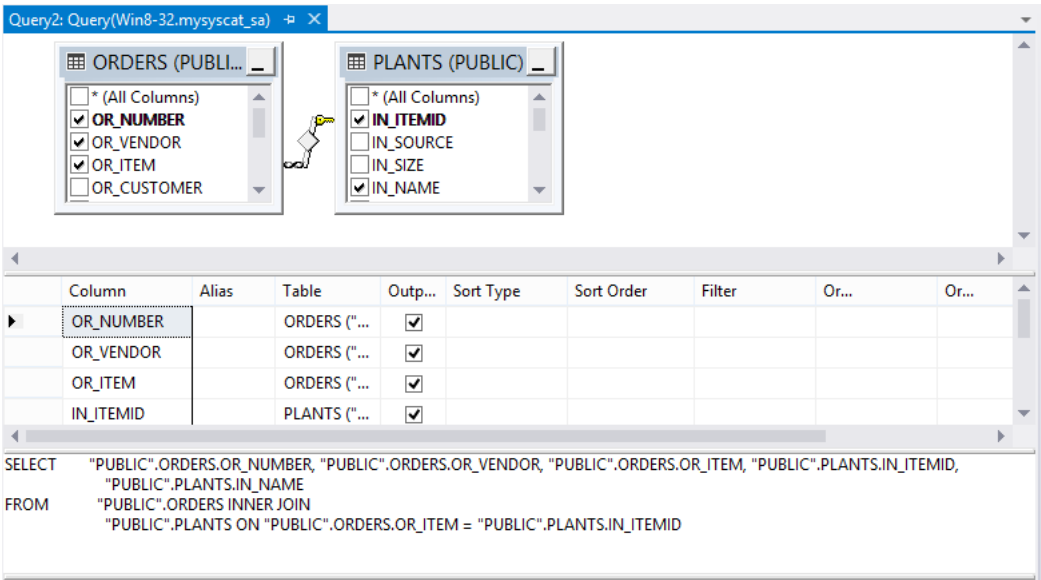 Query2: Query(Win8-32.mysyscat_sa)
ORDERS (PUBLI...
* (All Columns)
OR_NUMBER
OR_VENDOR
OR_ITEM
OR_CUSTOMER
PLANTS (PUBLIC)
* (All Columns)
IN_ITEMID
IN_SOURCE
IN_SIZE
IN_NAME
Column Alias Table Outp... Sort Type Sort Order Filter Or... Or...
OR_NUMBER ORDERS ("...
OR_VENDOR ORDERS ("...
OR_ITEM ORDERS ("...
IN_ITEMID PLANTS ("...
SELECT "PUBLIC".ORDERS.OR_NUMBER, "PUBLIC".ORDERS.OR_VENDOR, "PUBLIC".ORDERS.OR_ITEM, "PUBLIC".PLANTS.IN_ITEMID,
"PUBLIC".PLANTS.IN_NAME
FROM "PUBLIC".ORDERS INNER JOIN
"PUBLIC".PLANTS ON "PUBLIC".ORDERS.OR_ITEM = "PUBLIC".PLANTS.IN_ITEMID